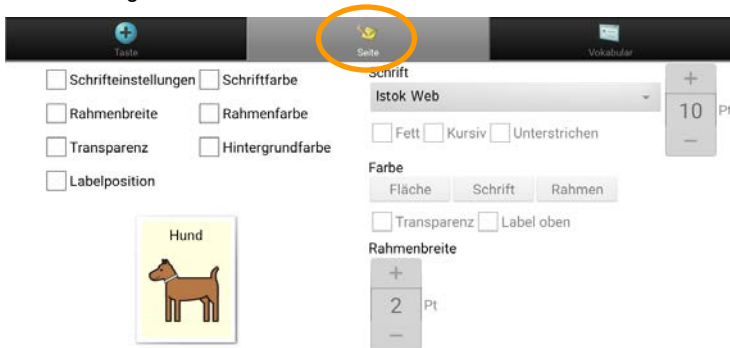 Taste
Seite
Vokabular
Schrifteinstellungen Schriftfarbe
Rahmenbreite Rahmenfarbe
Transparenz Hintergrundfarbe
Labelposition
Hund
Schrift
Istok Web
+
10 Pt
−
Fett Kursiv Unterstrichen
Farbe
Fläche Schrift Rahmen
Transparenz Label oben
Rahmenbreite
+
2 Pt
−